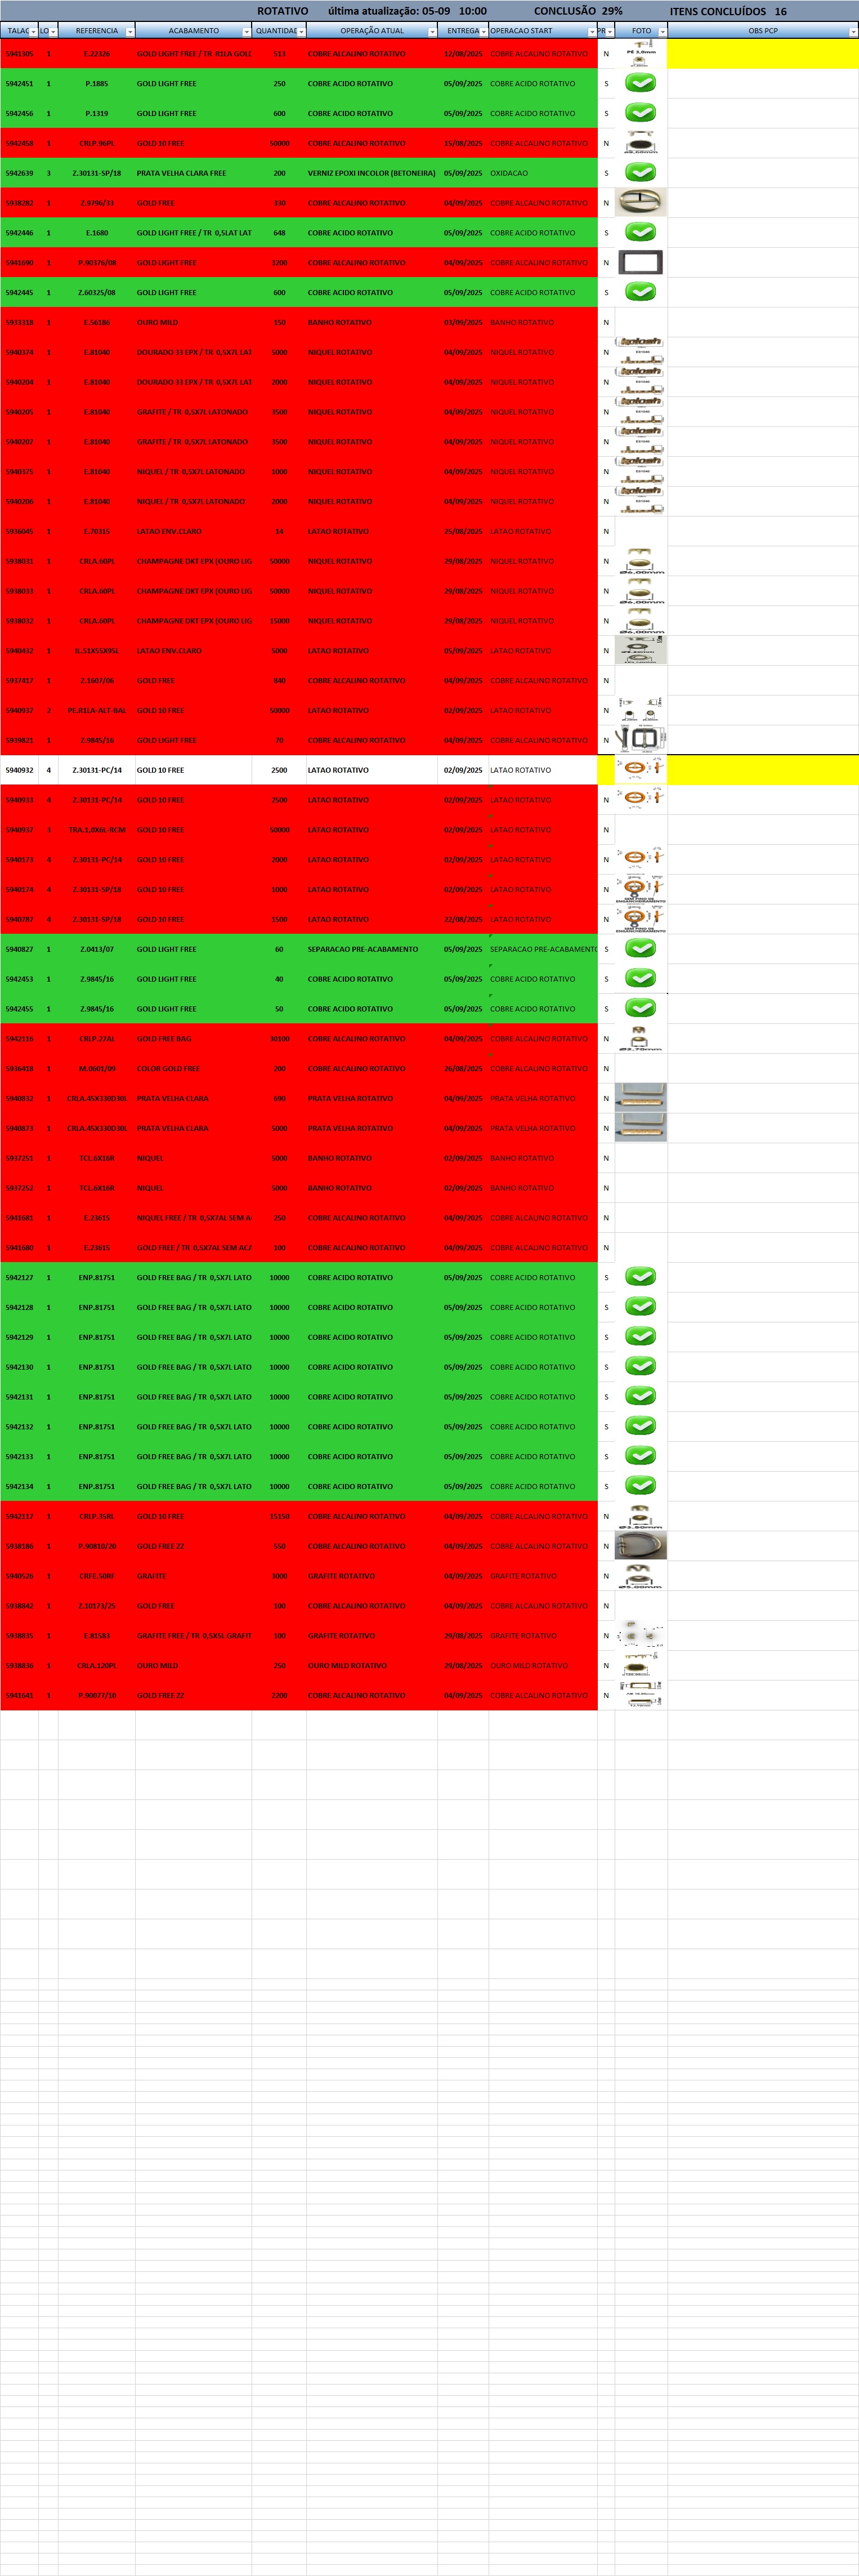 ROTATIVO última atualização: 05-09 10:00 CONCLUSÃO 29% ITENS CONCLUÍDOS 16
TALAO LO REFERENCIA ACABAMENTO QUANTIDAD OPERAÇÃO ATUAL ENTREGA OPERACAO START PR FOTO OBS PCP
5941305 1 E.22326 GOLD LIGHT FREE / TR R1LA GOLD 513 COBRE ALCALINO ROTATIVO 12/08/2025 COBRE ALCALINO ROTATIVO N PÉ 3,0mm
5942451 1 P.1885 GOLD LIGHT FREE 250 COBRE ACIDO ROTATIVO 05/09/2025 COBRE ACIDO ROTATIVO S
5942456 1 P.1319 GOLD LIGHT FREE 600 COBRE ACIDO ROTATIVO 05/09/2025 COBRE ACIDO ROTATIVO S
5942458 1 CRLP.96PL GOLD 10 FREE 50000 COBRE ALCALINO ROTATIVO 15/08/2025 COBRE ALCALINO ROTATIVO N
5942639 3 Z.30131-SP/18 PRATA VELHA CLARA FREE 200 VERNIZ EPOXI INCOLOR (BETONEIRA) 05/09/2025 OXIDACAO S
5938282 1 Z.9796/33 GOLD FREE 330 COBRE ALCALINO ROTATIVO 04/09/2025 COBRE ALCALINO ROTATIVO N
5942446 1 E.1680 GOLD LIGHT FREE / TR 0,5LAT LAT 648 COBRE ACIDO ROTATIVO 05/09/2025 COBRE ACIDO ROTATIVO S
5941690 1 P.90376/08 GOLD LIGHT FREE 3200 COBRE ALCALINO ROTATIVO 04/09/2025 COBRE ALCALINO ROTATIVO N
5942445 1 Z.60325/08 GOLD LIGHT FREE 600 COBRE ACIDO ROTATIVO 05/09/2025 COBRE ACIDO ROTATIVO S
5933318 1 E.56186 OURO MILD 150 BANHO ROTATIVO 03/09/2025 BANHO ROTATIVO N
5940374 1 E.81040 DOURADO 33 EPX / TR 0,5X7L LAT 5000 NIQUEL ROTATIVO 04/09/2025 NIQUEL ROTATIVO N
5940204 1 E.81040 DOURADO 33 EPX / TR 0,5X7L LAT 2000 NIQUEL ROTATIVO 04/09/2025 NIQUEL ROTATIVO N
5940205 1 E.81040 GRAFITE / TR 0,5X7L LATONADO 3500 NIQUEL ROTATIVO 04/09/2025 NIQUEL ROTATIVO N
5940207 1 E.81040 GRAFITE / TR 0,5X7L LATONADO 3500 NIQUEL ROTATIVO 04/09/2025 NIQUEL ROTATIVO N
5940375 1 E.81040 NIQUEL / TR 0,5X7L LATONADO 1000 NIQUEL ROTATIVO 04/09/2025 NIQUEL ROTATIVO N
5940206 1 E.81040 NIQUEL / TR 0,5X7L LATONADO 2000 NIQUEL ROTATIVO 04/09/2025 NIQUEL ROTATIVO N
5936045 1 E.70315 LATAO ENV.CLARO 14 LATAO ROTATIVO 25/08/2025 LATAO ROTATIVO N
5938031 1 CRLA.60PL CHAMPAGNE DKT EPX (OURO LIG 50000 NIQUEL ROTATIVO 29/08/2025 NIQUEL ROTATIVO N Ø6,00mm
5938033 1 CRLA.60PL CHAMPAGNE DKT EPX (OURO LIG 50000 NIQUEL ROTATIVO 29/08/2025 NIQUEL ROTATIVO N Ø6,00mm
5938032 1 CRLA.60PL CHAMPAGNE DKT EPX (OURO LIG 15000 NIQUEL ROTATIVO 29/08/2025 NIQUEL ROTATIVO N Ø6,00mm
5940432 1 IL.51X55X95L LATAO ENV.CLARO 5000 LATAO ROTATIVO 05/09/2025 LATAO ROTATIVO N
5937417 1 Z.1607/06 GOLD FREE 840 COBRE ALCALINO ROTATIVO 04/09/2025 COBRE ALCALINO ROTATIVO N
5940937 2 PE.R1LA-ALT-BAL GOLD 10 FREE 50000 LATAO ROTATIVO 02/09/2025 LATAO ROTATIVO N
5939821 1 Z.9845/16 GOLD LIGHT FREE 70 COBRE ALCALINO ROTATIVO 04/09/2025 COBRE ALCALINO ROTATIVO N
5940932 4 Z.30131-PC/14 GOLD 10 FREE 2500 LATAO ROTATIVO 02/09/2025 LATAO ROTATIVO
5940933 4 Z.30131-PC/14 GOLD 10 FREE 2500 LATAO ROTATIVO 02/09/2025 LATAO ROTATIVO N
5940937 3 TRA.1,0X6L-REM GOLD 10 FREE 50000 LATAO ROTATIVO 02/09/2025 LATAO ROTATIVO N
5940173 4 Z.30131-PC/14 GOLD 10 FREE 2000 LATAO ROTATIVO 02/09/2025 LATAO ROTATIVO N
5940174 4 Z.30131-SP/18 GOLD 10 FREE 1000 LATAO ROTATIVO 02/09/2025 LATAO ROTATIVO N
5940787 4 Z.30131-SP/18 GOLD 10 FREE 1500 LATAO ROTATIVO 22/08/2025 LATAO ROTATIVO N
5940827 1 Z.0413/07 GOLD LIGHT FREE 60 SEPARACAO PRE-ACABAMENTO 05/09/2025 SEPARACAO PRE-ACABAMENTO S
5942453 1 Z.9845/16 GOLD LIGHT FREE 40 COBRE ACIDO ROTATIVO 05/09/2025 COBRE ACIDO ROTATIVO S
5942455 1 Z.9845/16 GOLD LIGHT FREE 50 COBRE ACIDO ROTATIVO 05/09/2025 COBRE ACIDO ROTATIVO S
5942116 1 CRLP.27AL GOLD FREE BAG 30100 COBRE ALCALINO ROTATIVO 04/09/2025 COBRE ALCALINO ROTATIVO N Ø2,70mm
5936418 1 M.0601/09 COLOR GOLD FREE 200 COBRE ALCALINO ROTATIVO 26/08/2025 COBRE ALCALINO ROTATIVO N
5940832 1 CRLA.45X330D30L PRATA VELHA CLARA 690 PRATA VELHA ROTATIVO 04/09/2025 PRATA VELHA ROTATIVO N
5940873 1 CRLA.45X330D30L PRATA VELHA CLARA 5000 PRATA VELHA ROTATIVO 04/09/2025 PRATA VELHA ROTATIVO N
5937251 1 TCL.6X16R NIQUEL 5000 BANHO ROTATIVO 02/09/2025 BANHO ROTATIVO N
5937252 1 TCL.6X16R NIQUEL 5000 BANHO ROTATIVO 02/09/2025 BANHO ROTATIVO N
5941681 1 E.23615 NIQUEL FREE / TR 0,5X7AL SEM A 250 COBRE ALCALINO ROTATIVO 04/09/2025 COBRE ALCALINO ROTATIVO N
5941680 1 E.23615 GOLD FREE / TR 0,5X7AL SEM ACA 100 COBRE ALCALINO ROTATIVO 04/09/2025 COBRE ALCALINO ROTATIVO N
5942127 1 ENP.81751 GOLD FREE BAG / TR 0,5X7L LATO 10000 COBRE ACIDO ROTATIVO 05/09/2025 COBRE ACIDO ROTATIVO S
5942128 1 ENP.81751 GOLD FREE BAG / TR 0,5X7L LATO 10000 COBRE ACIDO ROTATIVO 05/09/2025 COBRE ACIDO ROTATIVO S
5942129 1 ENP.81751 GOLD FREE BAG / TR 0,5X7L LATO 10000 COBRE ACIDO ROTATIVO 05/09/2025 COBRE ACIDO ROTATIVO S
5942130 1 ENP.81751 GOLD FREE BAG / TR 0,5X7L LATO 10000 COBRE ACIDO ROTATIVO 05/09/2025 COBRE ACIDO ROTATIVO S
5942131 1 ENP.81751 GOLD FREE BAG / TR 0,5X7L LATO 10000 COBRE ACIDO ROTATIVO 05/09/2025 COBRE ACIDO ROTATIVO S
5942132 1 ENP.81751 GOLD FREE BAG / TR 0,5X7L LATO 10000 COBRE ACIDO ROTATIVO 05/09/2025 COBRE ACIDO ROTATIVO S
5942133 1 ENP.81751 GOLD FREE BAG / TR 0,5X7L LATO 10000 COBRE ACIDO ROTATIVO 05/09/2025 COBRE ACIDO ROTATIVO S
5942134 1 ENP.81751 GOLD FREE BAG / TR 0,5X7L LATO 10000 COBRE ACIDO ROTATIVO 05/09/2025 COBRE ACIDO ROTATIVO S
5942117 1 CRLP.358L GOLD 10 FREE 15150 COBRE ALCALINO ROTATIVO 04/09/2025 COBRE ALCALINO ROTATIVO N Ø3,50mm
5938186 1 P.90810/20 GOLD FREE ZZ 550 COBRE ALCALINO ROTATIVO 04/09/2025 COBRE ALCALINO ROTATIVO N
5940526 1 CRFE.50RF GRAFITE 3000 GRAFITE ROTATIVO 04/09/2025 GRAFITE ROTATIVO N Ø5,00mm
5938842 1 Z.10173/25 GOLD FREE 100 COBRE ALCALINO ROTATIVO 04/09/2025 COBRE ALCALINO ROTATIVO N
5938835 1 E.81583 GRAFITE FREE / TR 0,5X5L GRAFIT 100 GRAFITE ROTATIVO 29/08/2025 GRAFITE ROTATIVO N
5938836 1 CRLA.120PL OURO MILD 250 OURO MILD ROTATIVO 29/08/2025 OURO MILD ROTATIVO N
5941641 1 P.90077/10 GOLD FREE ZZ 2200 COBRE ALCALINO ROTATIVO 04/09/2025 COBRE ALCALINO ROTATIVO N